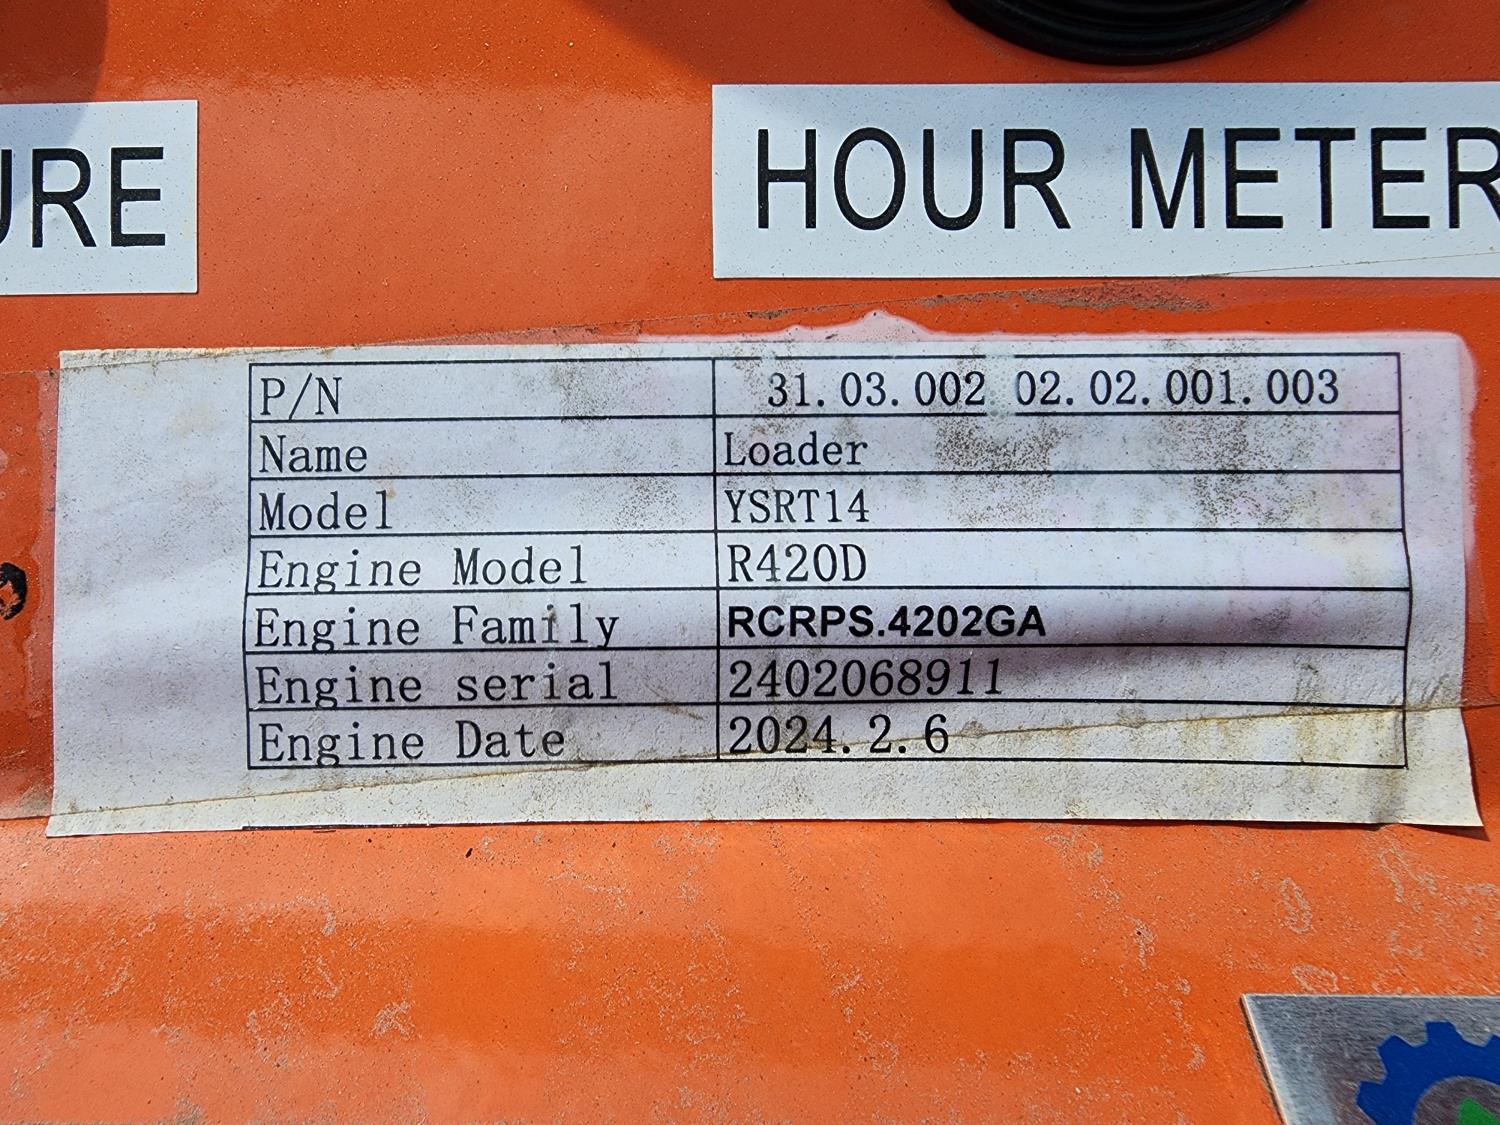 URE
HOUR METER
P/N 31.03.002 02.02.001.003
Name Loader
Model YSRT14
Engine Model R420D
Engine Family RCRPS.4202GA
Engine serial 2402068911
Engine Date 2024.2.6